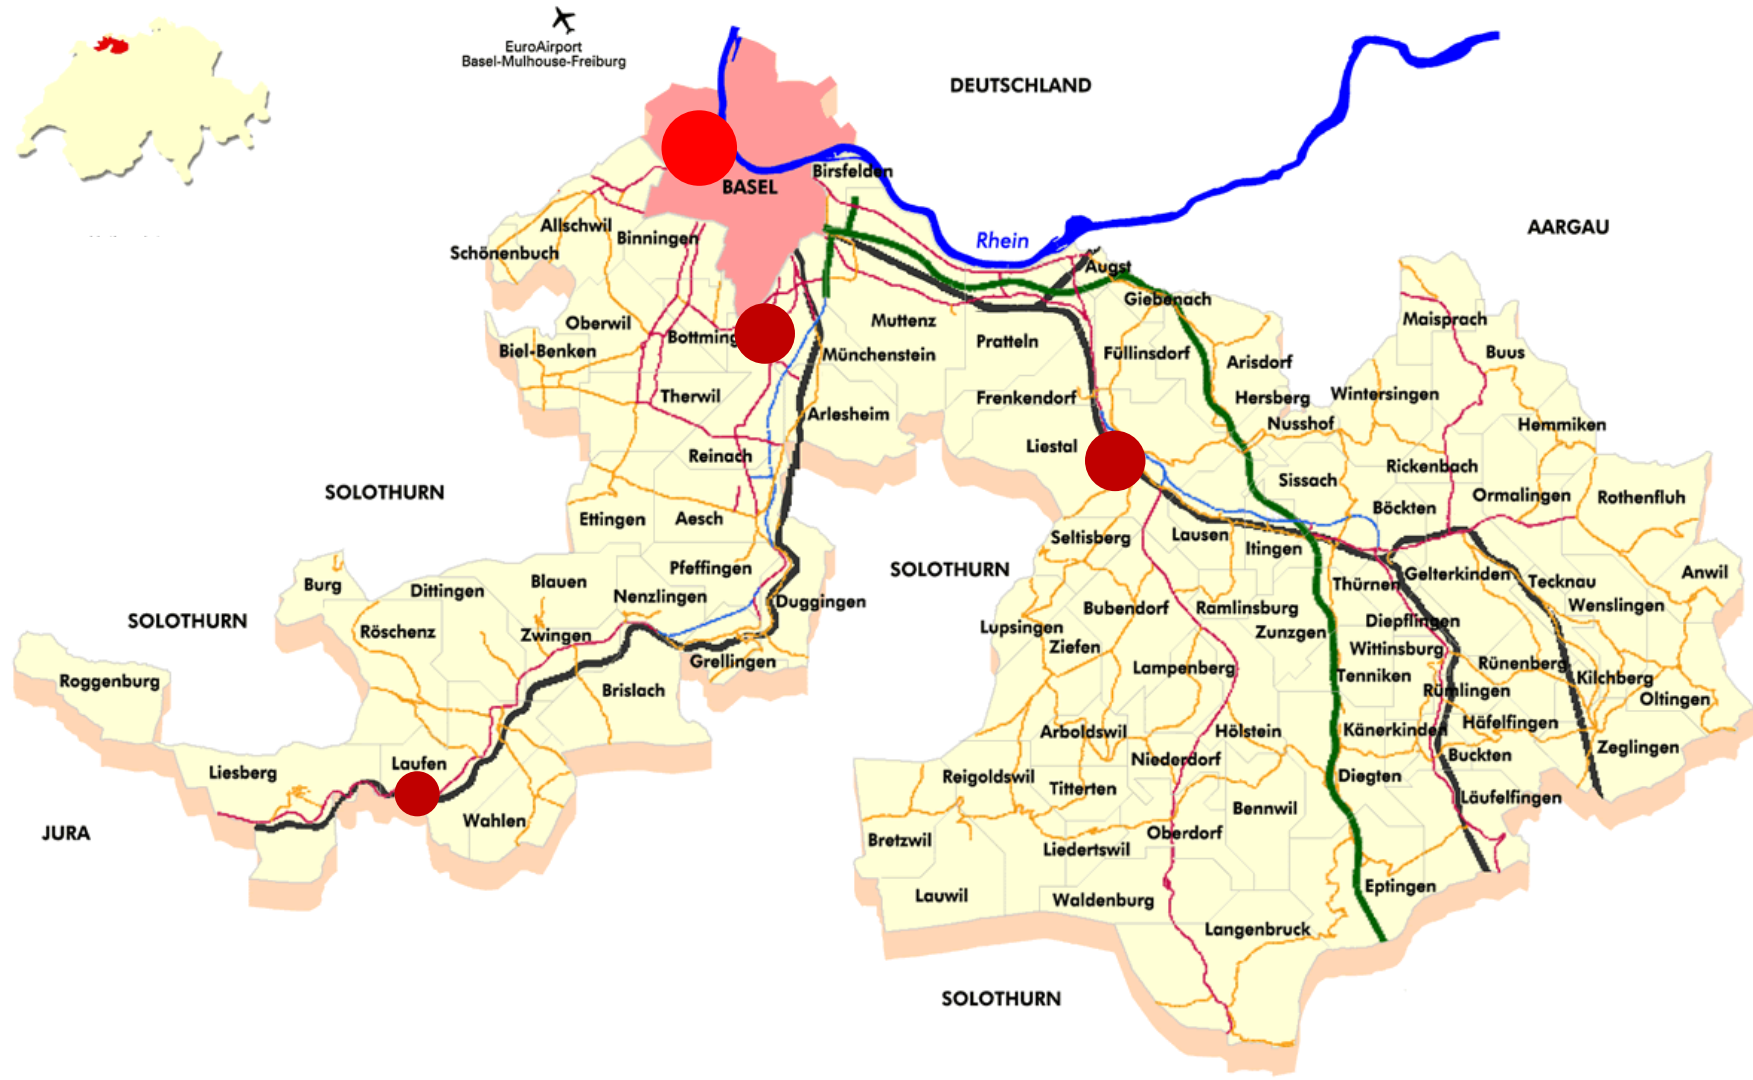 EuroAirport
Basel-Mulhouse-Freiburg
DEUTSCHLAND
Birsfelden
BASEL
AARGAU
Allschwil
Binningen
Schönenbuch
Rhein
Augst
Giebenach
Oberwil
Bottming
Biel-Benken
Muttenz
Münchenstein
Pratteln
Füllinsdorf
Arisdorf
Maisprach
Buus
Therwil
Arlesheim
Frenkendorf
Hersberg
Wintersingen
Nusshof
Hemmiken
Reinach
Liestal
Sissach
Rickenbach
Ormalingen
Rothenfluh
SOLOTHURN
Ettingen
Aesch
Böckten
Seltisberg
Lausen
Itingen
SOLOTHURN
Pfeffingen
Burg
Dittingen
Blauen
Nenzlingen
Duggingen
Thürnen
Gelterkinden
Tecknau
Anwil
Wenslingen
SOLOTHURN
Röschenz
Zwingen
Bubendorf
Ramlinsburg
Lupsingen
Ziefen
Zunzgen
Diepflingen
Wittinsburg
Grellingen
Roggenburg
Brislach
Lampenberg
Tenniken
Rünenberg
Rümlingen
Kilchberg
Oltingen
Arboldswil
Hölstein
Känerkinden
Häfelfingen
Zeglingen
Buckten
Liesberg
Laufen
Niederdorf
Reigoldswil
Titterten
Diegten
Läufelfingen
Bennwil
JURA
Wahlen
Bretzwil
Liedertswil
Oberdorf
Lauwil
Waldenburg
Eptingen
Langenbruck
SOLOTHURN